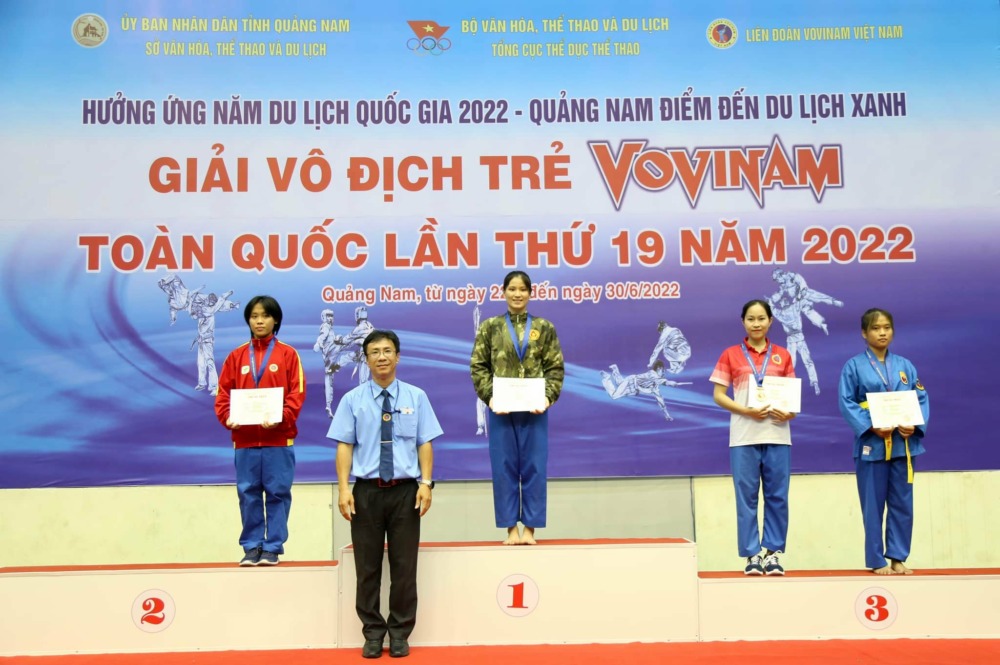 ỦY BAN NHÂN DÂN TỈNH QUẢNG NAM
SỞ VĂN HÓA, THỂ THAO VÀ DU LỊCH
BỘ VĂN HÓA, THỂ THAO VÀ DU LỊCH
TỔNG CỤC THỂ DỤC THỂ THAO
LIÊN ĐOÀN VOVINAM VIỆT NAM
HƯỞNG ỨNG NĂM DU LỊCH QUỐC GIA 2022 - QUẢNG NAM ĐIỂM ĐẾN DU LỊCH XANH
GIẢI VÔ ĐỊCH TRẺ VOVINAM
TOÀN QUỐC LẦN THỨ 19 NĂM 2022
Quảng Nam, từ ngày đến ngày 30/6/2022
2
1
3